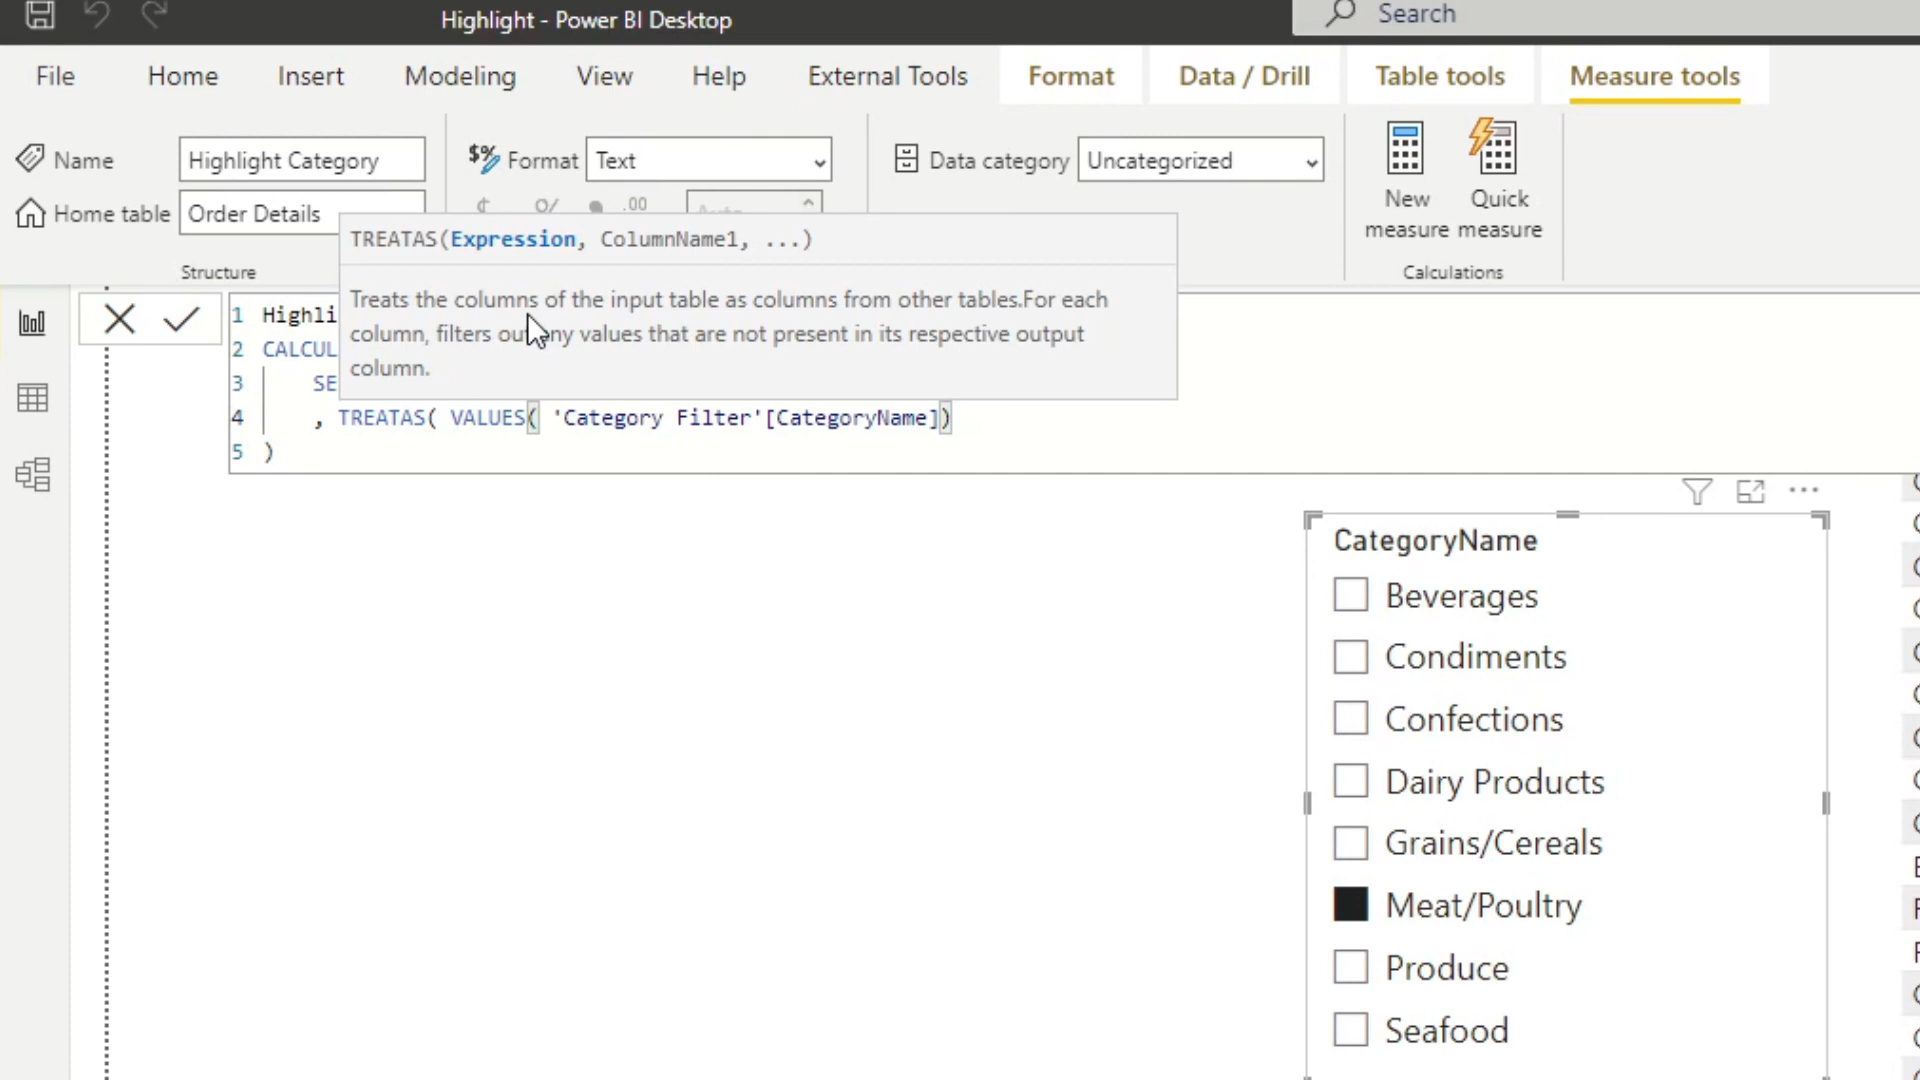 Highlight - Power BI Desktop
Search
File
Home
Insert
Modeling
View
Help
External Tools
Format
Data / Drill
Table tools
Measure tools
Name
Highlight Category
$%
Format
Text
Data category
Uncategorized
New
measure
Quick
measure
Home table
Order Details
.00
Auto
Structure
Calculations
TREATAS(Expression, ColumnName1, ...)
Treats the columns of the input table as columns from other tables.For each
column, filters out any values that are not present in its respective output
column.
1 Highli
2 CALCUL
3 SE
4 , TREATAS( VALUES( 'Category Filter'[CategoryName])
5 )
CategoryName
Beverages
Condiments
Confections
Dairy Products
Grains/Cereals
Meat/Poultry
Produce
Seafood